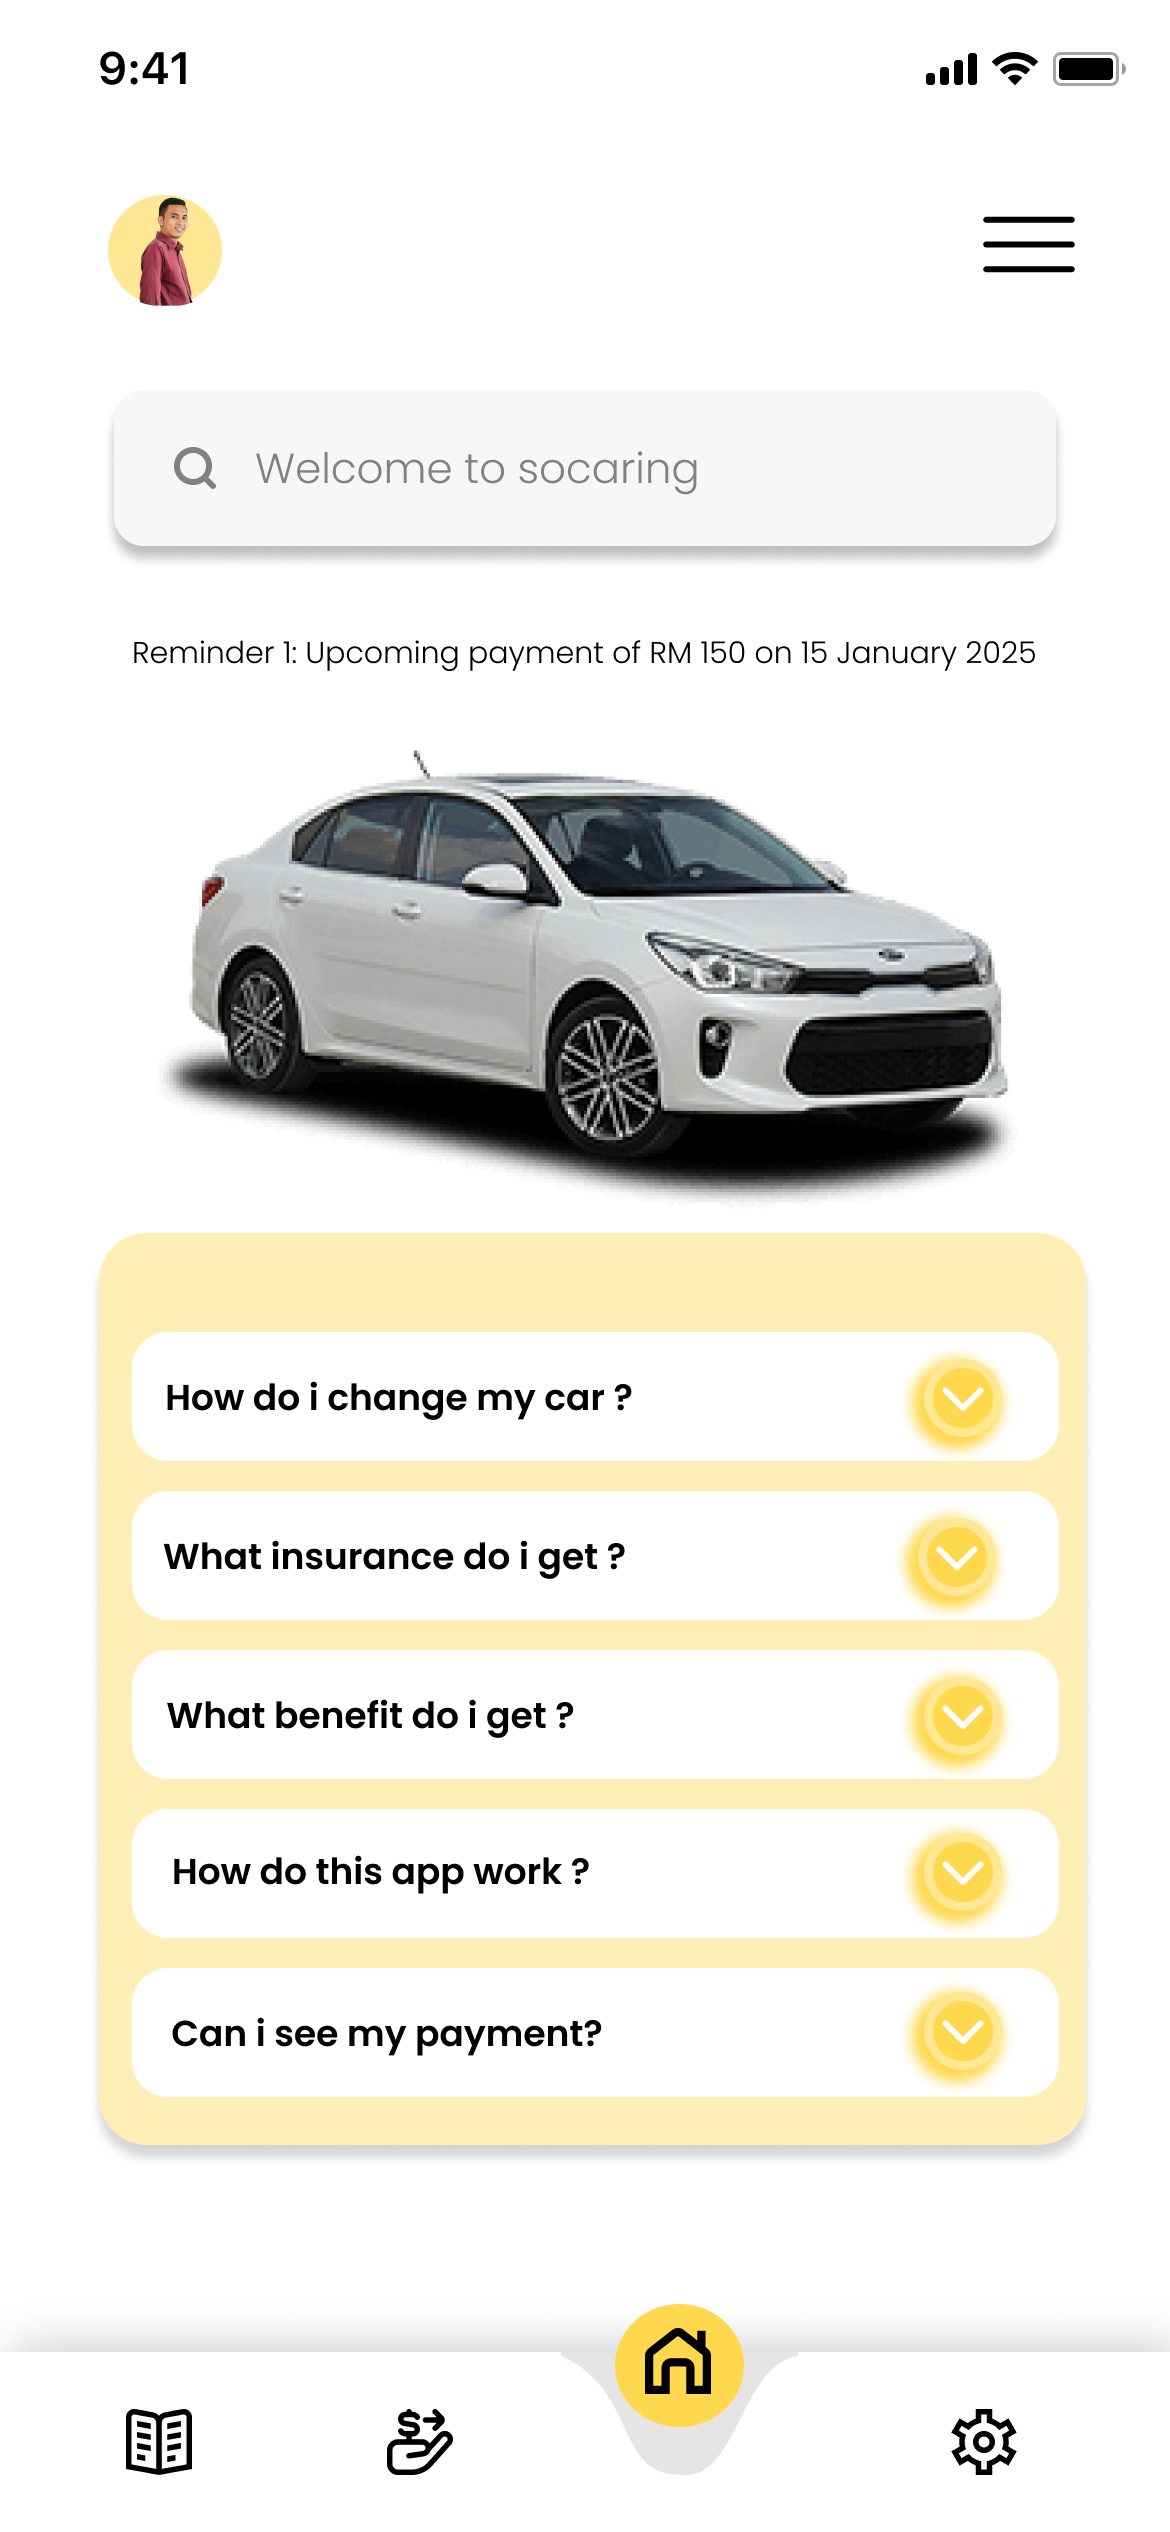 9:41
Welcome to socaring
Reminder 1: Upcoming payment of RM 150 on 15 January 2025
How do i change my car ?
What insurance do i get ?
What benefit do i get ?
How do this app work ?
Can i see my payment?